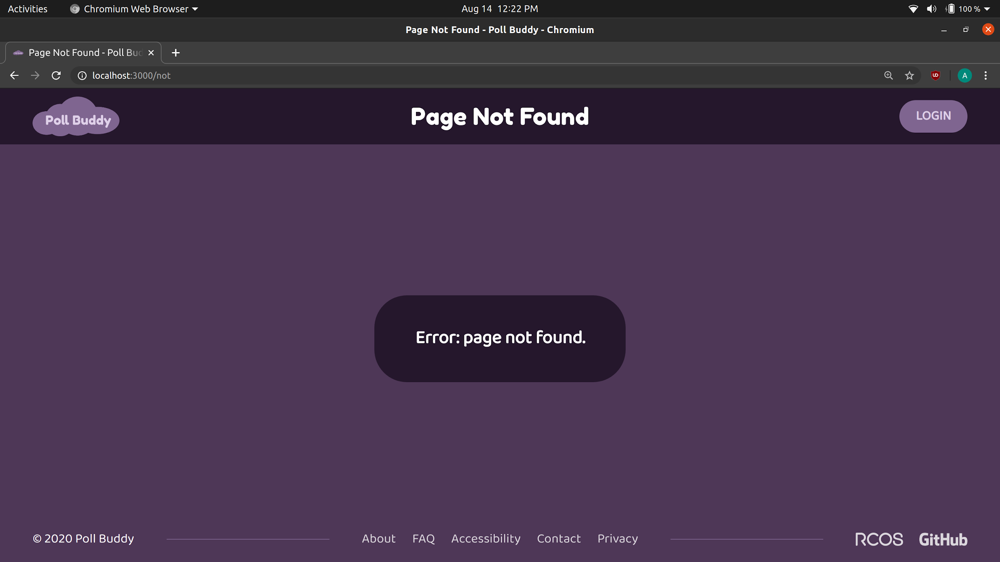 Activities Chromium Web Browser Aug 14 12:22 PM 100 %
Page Not Found - Poll Buddy - Chromium
Page Not Found - Poll Bud
localhost:3000/not A
Poll Buddy Page Not Found LOGIN
Error: page not found.
© 2020 Poll Buddy About FAQ Accessibility Contact Privacy RCOS GitHub